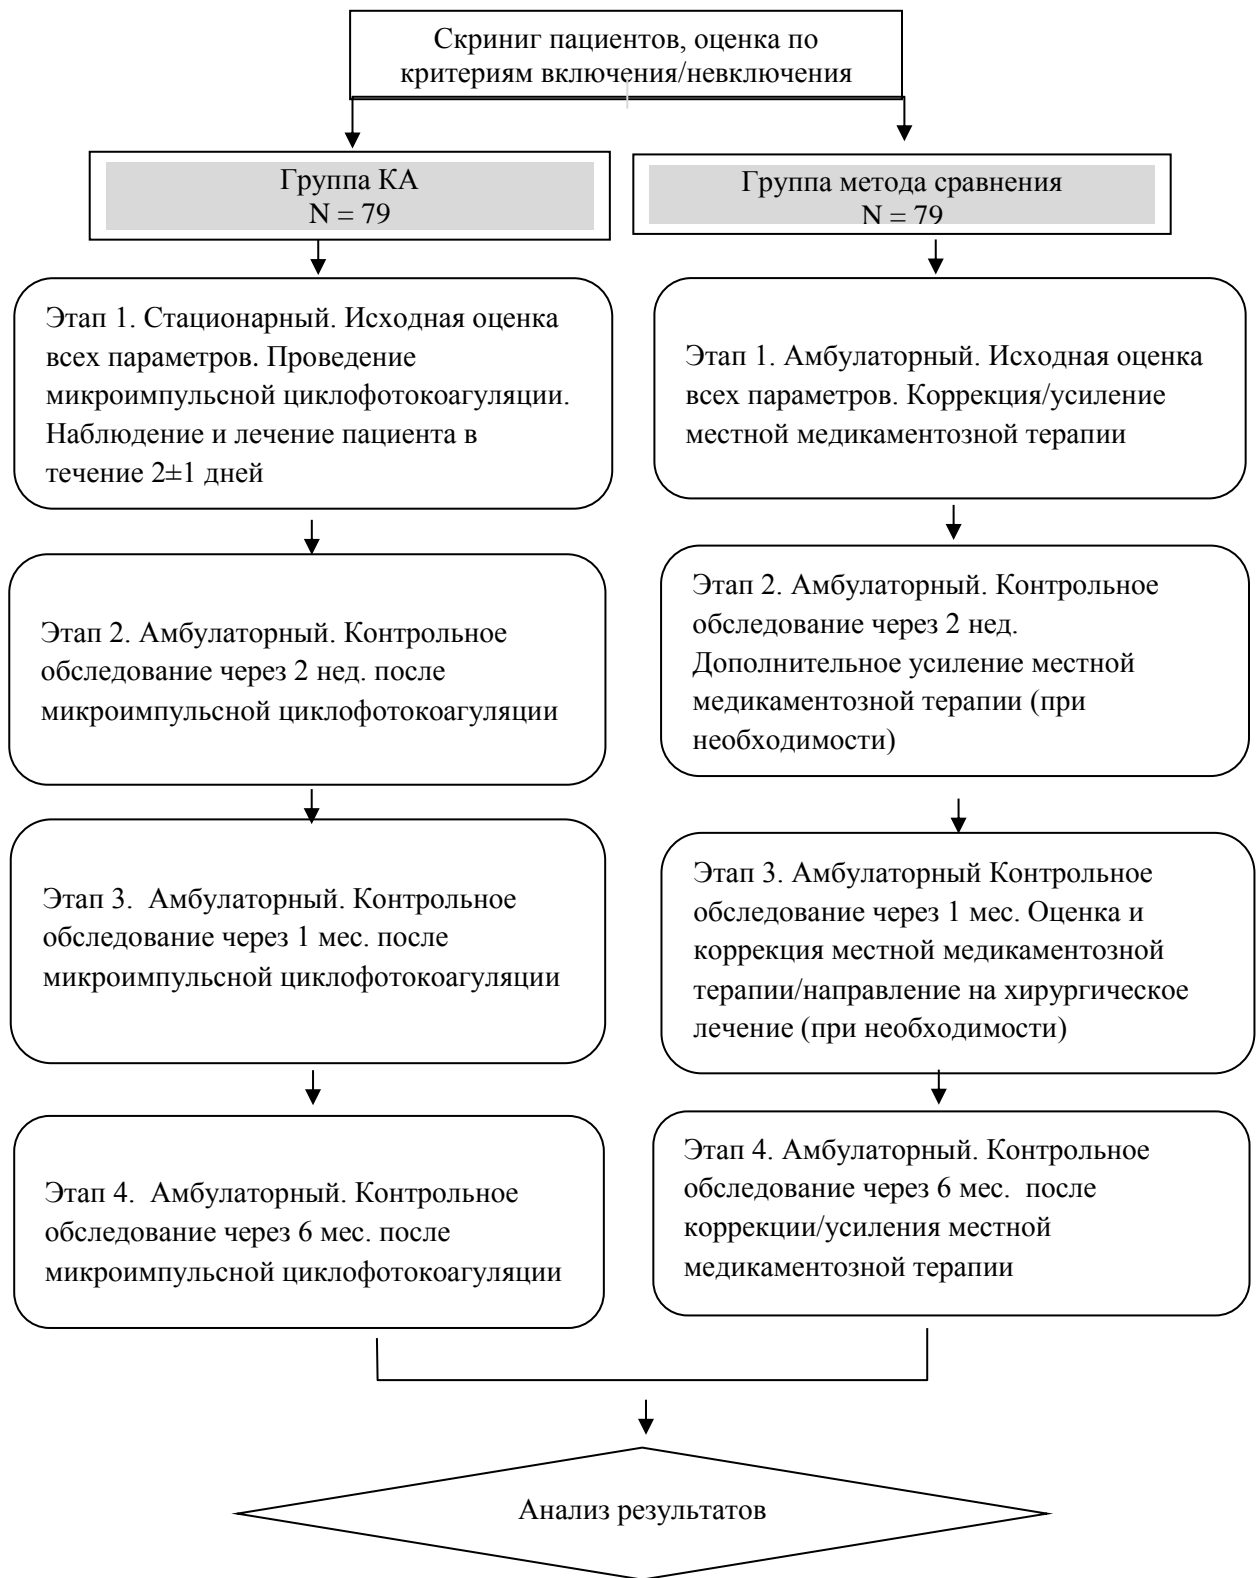 Скриниг пациентов, оценка по
критериям включения/невключения
Группа КА
N = 79
Группа метода сравнения
N = 79
Этап 1. Стационарный. Исходная оценка
всех параметров. Проведение
микроимпульсной циклофотокоагуляции.
Наблюдение и лечение пациента в
течение 2±1 дней
Этап 1. Амбулаторный. Исходная оценка
всех параметров. Коррекция/усиление
местной медикаментозной терапии
Этап 2. Амбулаторный. Контрольное
обследование через 2 нед. после
микроимпульсной циклофотокоагуляции
Этап 2. Амбулаторный. Контрольное
обследование через 2 нед.
Дополнительное усиление местной
медикаментозной терапии (при
необходимости)
Этап 3. Амбулаторный. Контрольное
обследование через 1 мес. после
микроимпульсной циклофотокоагуляции
Этап 3. Амбулаторный Контрольное
обследование через 1 мес. Оценка и
коррекция местной медикаментозной
терапии/направление на хирургическое
лечение (при необходимости)
Этап 4. Амбулаторный. Контрольное
обследование через 6 мес. после
микроимпульсной циклофотокоагуляции
Этап 4. Амбулаторный. Контрольное
обследование через 6 мес. после
коррекции/усиления местной
медикаментозной терапии
Анализ результатов